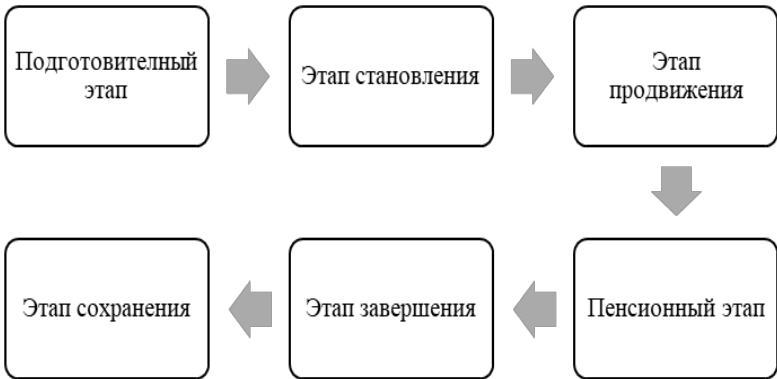 Подготовителный
этап
Этап становления
Этап
продвижения
Пенсионный этап
Этап завершения
Этап сохранения